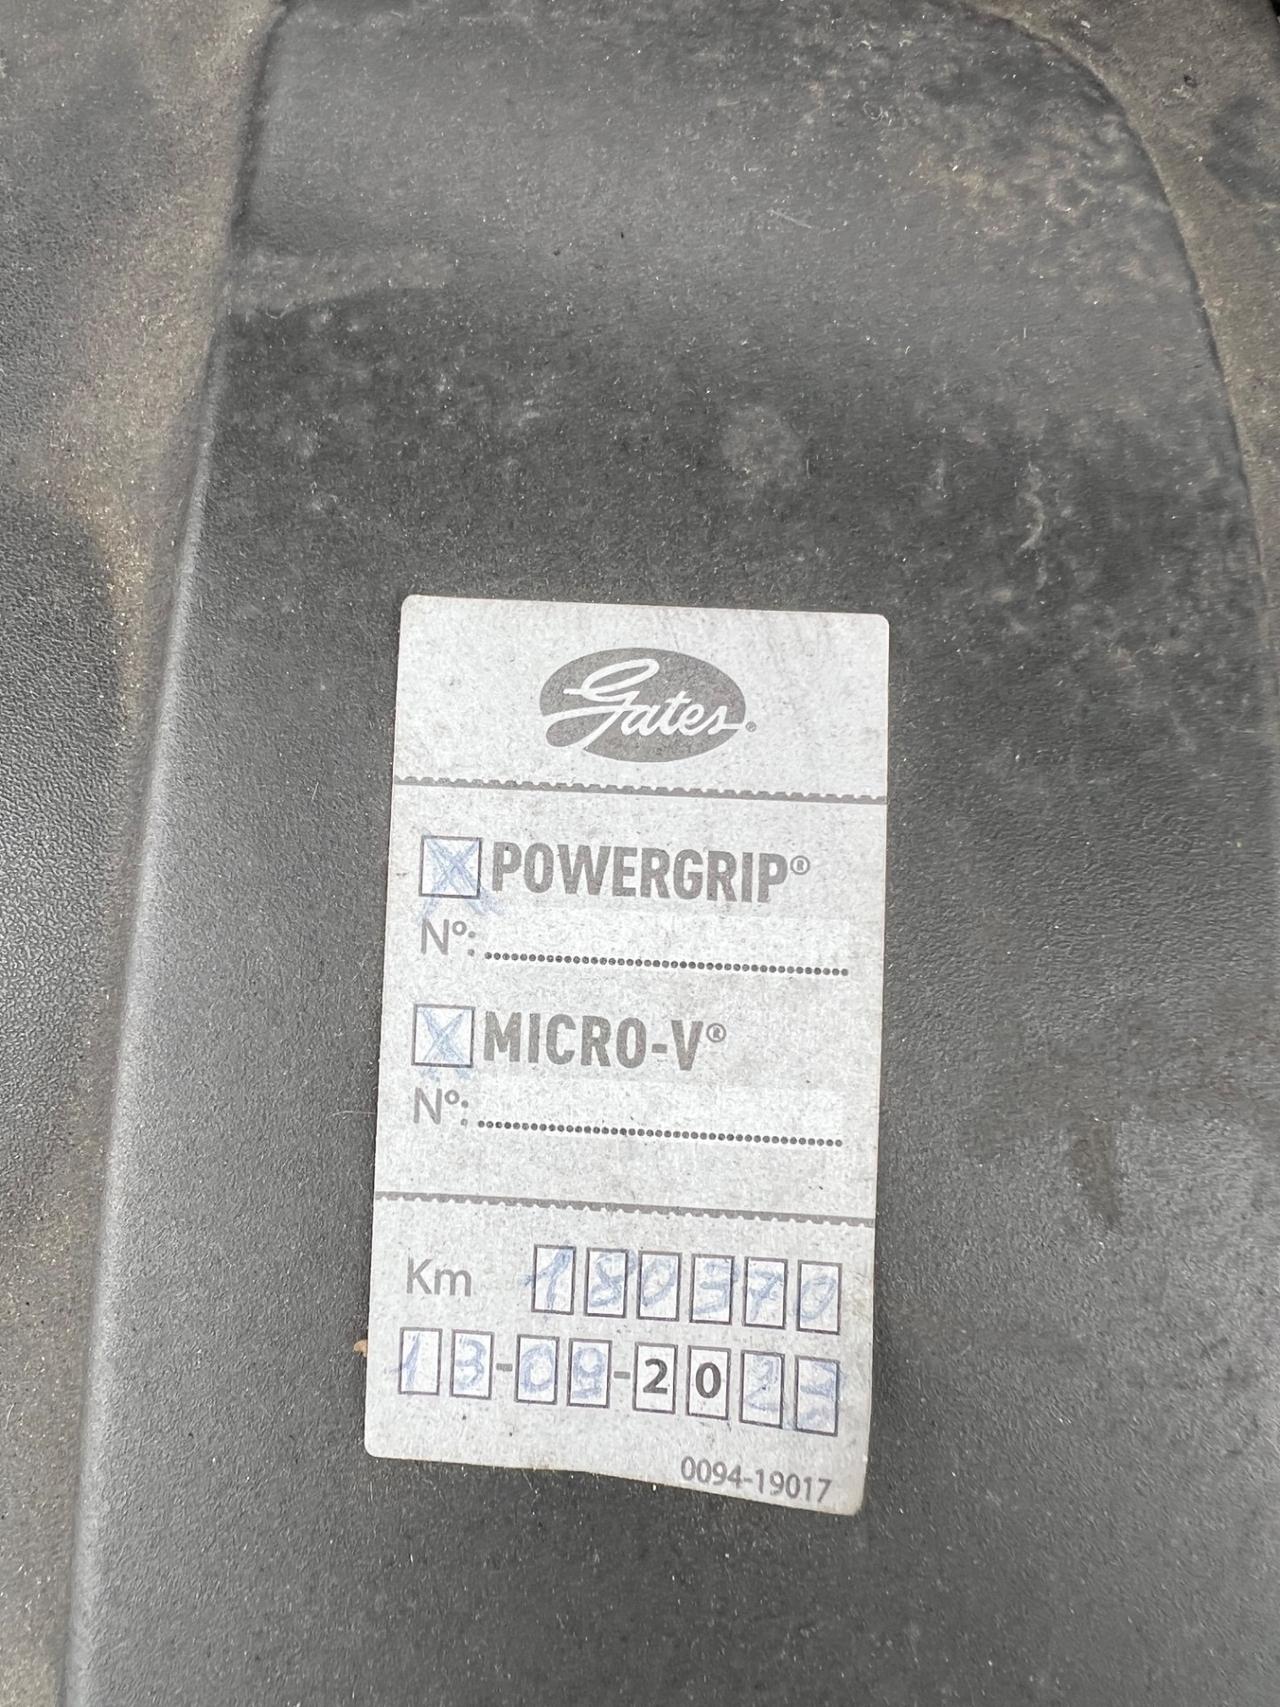 Gates®
X POWERGRIP®
Nº:
X MICRO-V®
Nº:
Km 180370
13-09-2023
0094-19017